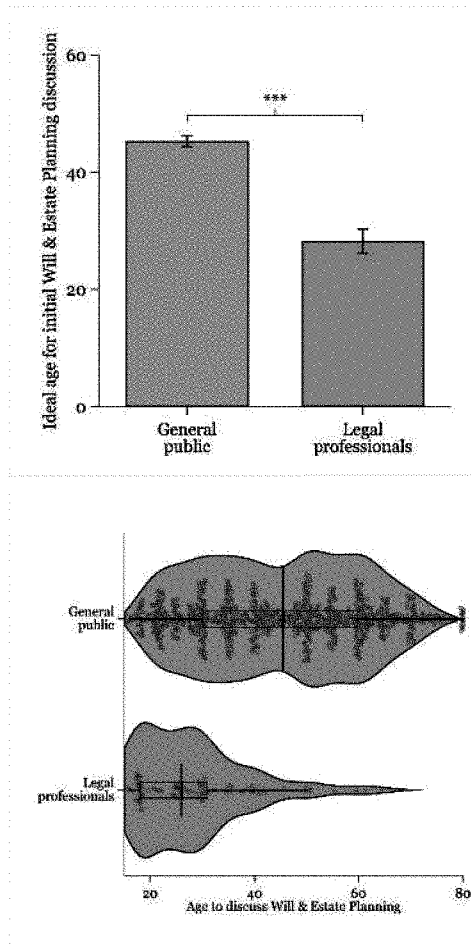 Ideal age for initial Will & Estate Planning discussion
60
40
20
0
***
General
public
Legal
professionals
General
public
Legal
professionals
20
40
60
80
Age to discuss Will & Estate Planning